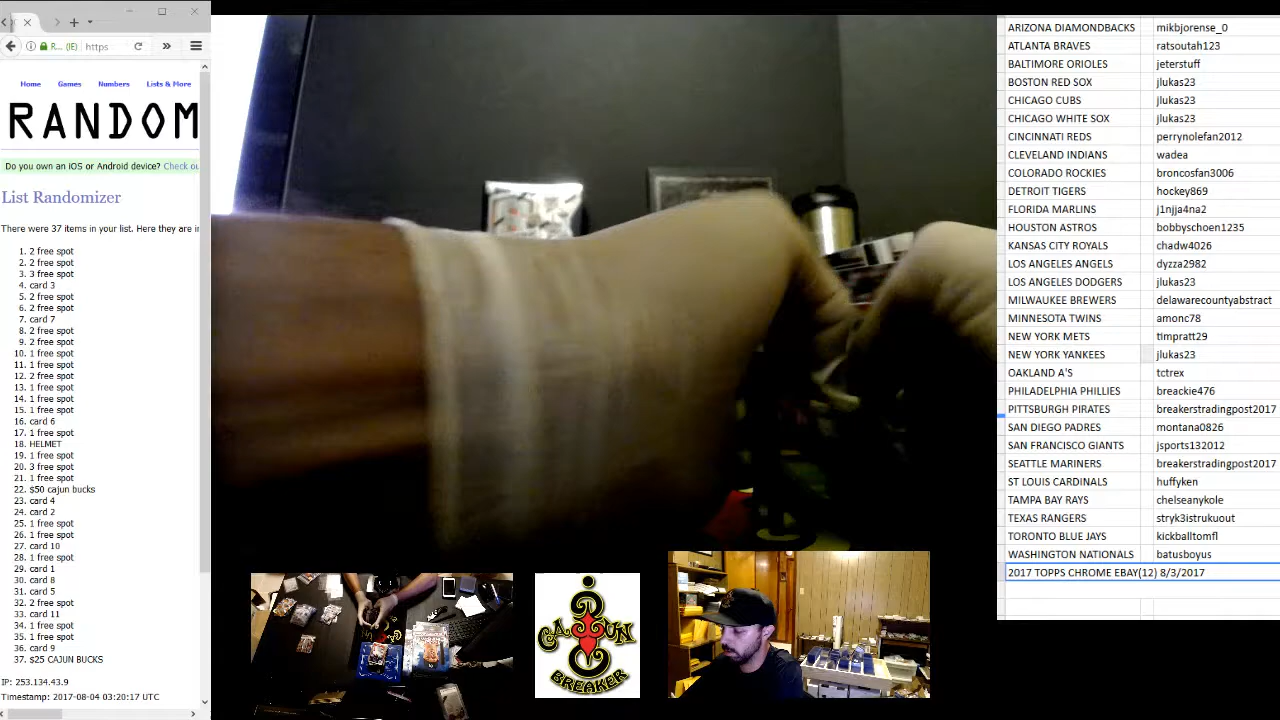 R... (IE)
https
Home Games Numbers Lists & More
RANDOM
Do you own an iOS or Android device? Check ou
List Randomizer
There were 37 items in your list. Here they are i
1. 2 free spot
2. 2 free spot
3. 3 free spot
4. card 3
5. 2 free spot
6. 2 free spot
7. card 7
8. 2 free spot
9. 2 free spot
10. 1 free spot
11. 1 free spot
12. 2 free spot
13. 1 free spot
14. 1 free spot
15. 1 free spot
16. card 6
17. 1 free spot
18. HELMET
19. 1 free spot
20. 3 free spot
21. 1 free spot
22. $50 cajun bucks
23. card 4
24. card 2
25. 1 free spot
26. 1 free spot
27. card 10
28. 1 free spot
29. card 1
30. card 8
31. card 5
32. 2 free spot
33. card 11
34. 1 free spot
35. 1 free spot
36. card 9
37. $25 CAJUN BUCKS
IP: 253.134.43.9
Timestamp: 2017-08-04 03:20:17 UTC
CAJUN
BREAKER
ARIZONA DIAMONDBACKS mikbjorense_0
ATLANTA BRAVES ratsoutah123
BALTIMORE ORIOLES jeterstuff
BOSTON RED SOX jlukas23
CHICAGO CUBS jlukas23
CHICAGO WHITE SOX jlukas23
CINCINNATI REDS perrynolefan2012
CLEVELAND INDIANS wadea
COLORADO ROCKIES broncosfan3006
DETROIT TIGERS hockey869
FLORIDA MARLINS j1njja4na2
HOUSTON ASTROS bobbyschoen1235
KANSAS CITY ROYALS chadw4026
LOS ANGELES ANGELS dyzza2982
LOS ANGELES DODGERS jlukas23
MILWAUKEE BREWERS delawarecountyabstract
MINNESOTA TWINS amonc78
NEW YORK METS timpratt29
NEW YORK YANKEES jlukas23
OAKLAND A'S tctrex
PHILADELPHIA PHILLIES breackie476
PITTSBURGH PIRATES breakerstradingpost2017
SAN DIEGO PADRES montana0826
SAN FRANCISCO GIANTS jsports132012
SEATTLE MARINERS breakerstradingpost2017
ST LOUIS CARDINALS huffyken
TAMPA BAY RAYS chelseanykole
TEXAS RANGERS stryk3istrukuout
TORONTO BLUE JAYS kickballtomfl
WASHINGTON NATIONALS batusboyus
2017 TOPPS CHROME EBAY(12) 8/3/2017